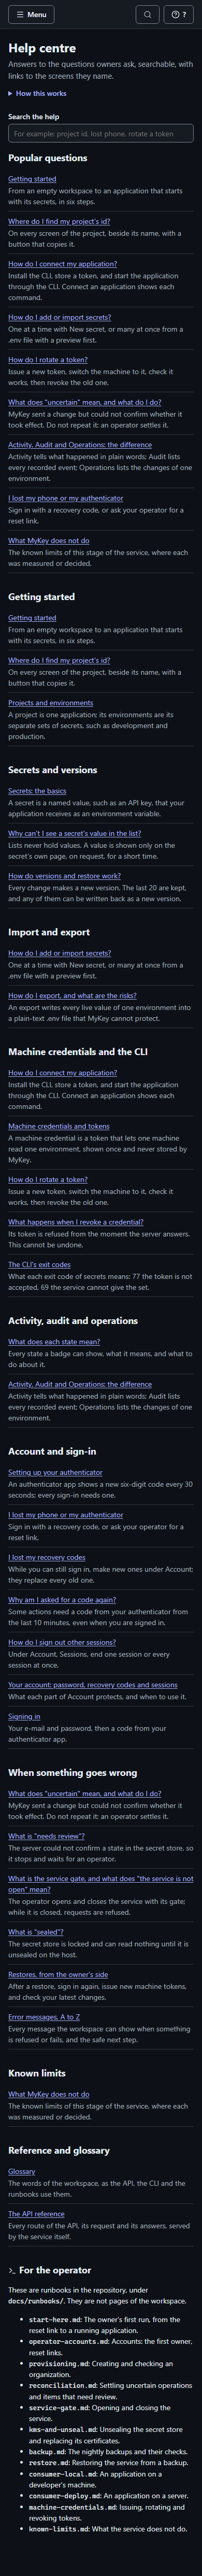 Menu
?
Help centre
Answers to the questions owners ask, searchable, with
links to the screens they name.
How this works
Search the help
For example: project id, lost phone, rotate a token
Popular questions
Getting started
From an empty workspace to an application that starts
with its secrets, in six steps.
Where do I find my project's id?
On every screen of the project, beside its name, with a
button that copies it.
How do I connect my application?
Install the CLI, store a token, and start the application
through the CLI. Connect an application shows each
command.
How do I add or import secrets?
One at a time with New secret, or many at once from a
.env file with a preview first.
How do I rotate a token?
Issue a new token, switch the machine to it, check it
works, then revoke the old one.
What does "uncertain" mean, and what do I do?
MyKey sent a change but could not confirm whether it
took effect. Do not repeat it: an operator settles it.
Activity, Audit and Operations: the difference
Activity tells what happened in plain words; Audit lists
every recorded event; Operations lists the changes of one
environment.
I lost my phone or my authenticator
Sign in with a recovery code, or ask your operator for a
reset link.
What MyKey does not do
The known limits of this stage of the service, where each
was measured or decided.
Getting started
Getting started
From an empty workspace to an application that starts
with its secrets, in six steps.
Where do I find my project's id?
On every screen of the project, beside its name, with a
button that copies it.
Projects and environments
A project is one application; its environments are its
separate sets of secrets, such as development and
production.
Secrets and versions
Secrets: the basics
A secret is a named value, such as an API key, that your
application receives as an environment variable.
Why can't I see a secret's value in the list?
Lists never hold values. A value is shown only on the
secret's own page, on request, for a short time.
How do versions and restore work?
Every change makes a new version. The last 20 are kept,
and any of them can be written back as a new version.
Import and export
How do I add or import secrets?
One at a time with New secret, or many at once from a
.env file with a preview first.
How do I export, and what are the risks?
An export writes every live value of one environment
into a plain-text .env file that MyKey cannot protect.
Machine credentials and the CLI
How do I connect my application?
Install the CLI, store a token, and start the application
through the CLI. Connect an application shows each
command.
Machine credentials and tokens
A machine credential is a token that lets one machine
read one environment, shown once and never stored by
MyKey.
How do I rotate a token?
Issue a new token, switch the machine to it, check it
works, then revoke the old one.
What happens when I revoke a credential?
Its token is refused from the moment the server answers.
This cannot be undone.
The CLI's exit codes
What each exit code of secrets means: 77 the token is not
accepted, 69 the service cannot give the set.
Activity, audit and operations
What does each state mean?
Every state a badge can show, what it means, and what to
do about it.
Activity, Audit and Operations: the difference
Activity tells what happened in plain words; Audit lists
every recorded event; Operations lists the changes of one
environment.
Account and sign-in
Setting up your authenticator
An authenticator app shows a new six-digit code every 30
seconds; every sign-in needs one.
I lost my phone or my authenticator
Sign in with a recovery code, or ask your operator for a
reset link.
I lost my recovery codes
While you can still sign in, make new ones under Account;
they replace every old one.
Why am I asked for a code again?
Some actions need a code from your authenticator from
the last 10 minutes, even when you are signed in.
How do I sign out other sessions?
Under Account, Sessions, end one session or every
session at once.
Your account: password, recovery codes and sessions
What each part of Account protects, and when to use it.
Signing in
Your e-mail and password, then a code from your
authenticator app.
When something goes wrong
What does "uncertain" mean, and what do I do?
MyKey sent a change but could not confirm whether it
took effect. Do not repeat it: an operator settles it.
What is "needs review"?
The server could not confirm a state in the secret store, so
it stops and waits for an operator.
What is the service gate, and what does "the service is not
open" mean?
The operator opens and closes the service with its gate;
while it is closed, requests are refused.
What is "sealed"?
The secret store is locked and can read nothing until it is
unsealed on the host.
Restores, from the owner's side
After a restore, sign in again, issue new machine tokens,
and check your latest changes.
Error messages, A to Z
Every message the workspace can show when something
is refused or fails, and the safe next step.
Known limits
What MyKey does not do
The known limits of this stage of the service, where each
was measured or decided.
Reference and glossary
Glossary
The words of the workspace, as the API, the CLI and the
runbooks use them.
The API reference
Every route of the API, its request and its answers, served
by the service itself.
For the operator
These are runbooks in the repository, under
docs/runbooks/. They are not pages of the workspace.
start-here.md: The owner's first run, from the
reset link to a running application.
operator-accounts.md: Accounts: the first owner,
reset links.
provisioning.md: Creating and checking an
organization.
reconciliation.md: Settling uncertain operations
and items that need review.
service-gate.md: Opening and closing the
service.
kms-and-unseal.md: Unsealing the secret store
and replacing its certificates.
backup.md: The nightly backups and their checks.
restore.md: Restoring the service from a backup.
consumer-local.md: An application on a
developer's machine.
consumer-deploy.md: An application on a server.
machine-credentials.md: Issuing, rotating and
revoking tokens.
known-limits.md: What the service does not do.